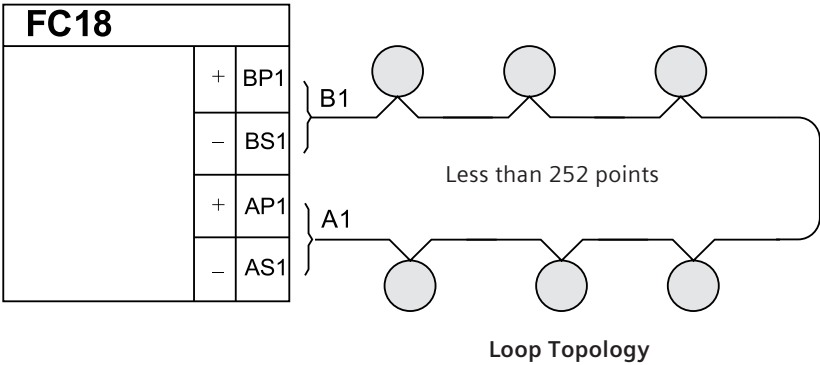 FC18
+ BP1
B1
– BS1
Less than 252 points
+ AP1
A1
– AS1
Loop Topology